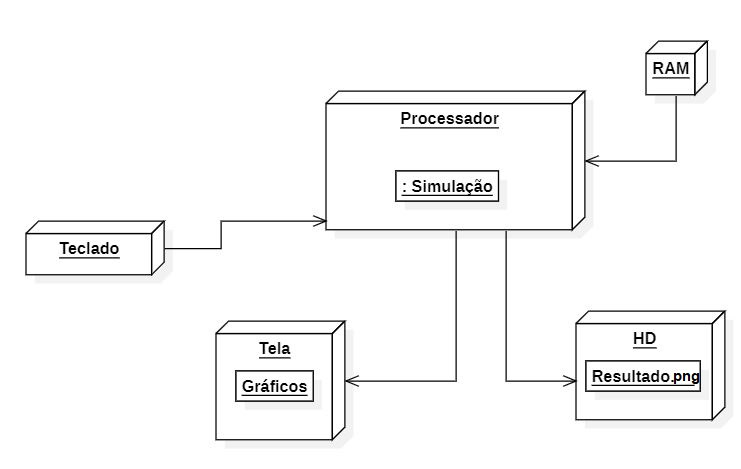 RAM
Processador
: Simulação
Teclado
Tela
Gráficos
HD
Resultado.png